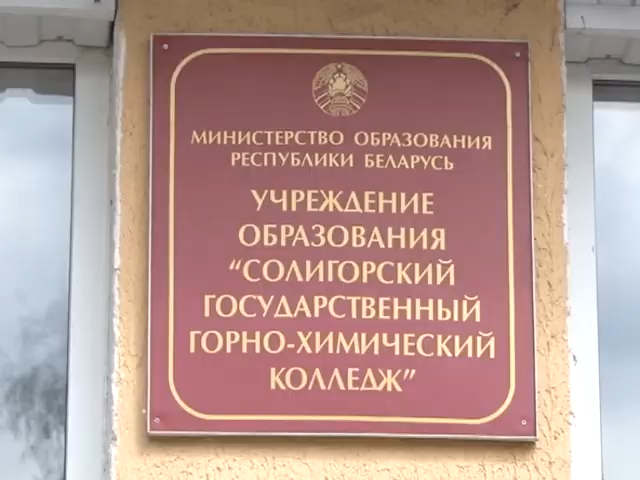 МИНИСТЕРСТВО ОБРАЗОВАНИЯ
РЕСПУБЛИКИ БЕЛАРУСЬ
УЧРЕЖДЕНИЕ
ОБРАЗОВАНИЯ
“СОЛИГОРСКИЙ
ГОСУДАРСТВЕННЫЙ
ГОРНО-ХИМИЧЕСКИЙ
КОЛЛЕДЖ”